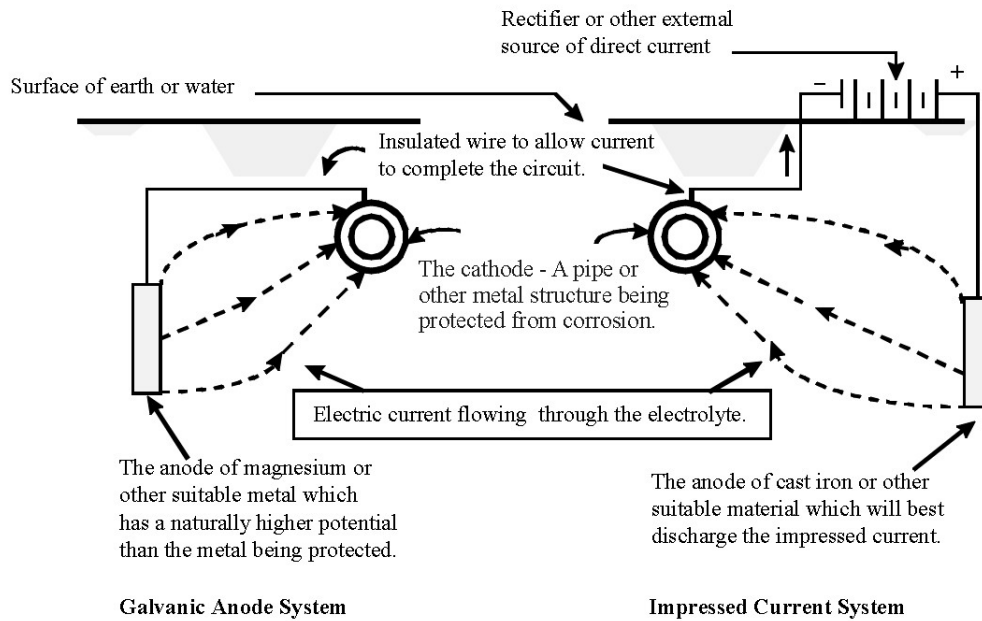 Rectifier or other external
source of direct current
− +
Surface of earth or water
Insulated wire to allow current
to complete the circuit.
The cathode - A pipe or
other metal structure being
protected from corrosion.
Electric current flowing through the electrolyte.
The anode of magnesium or
other suitable metal which
has a naturally higher potential
than the metal being protected.
The anode of cast iron or other
suitable material which will best
discharge the impressed current.
Galvanic Anode System
Impressed Current System